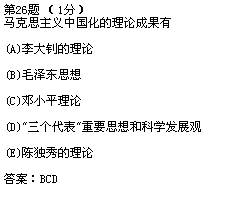 第26题 (1分)
马克思主义中国化的理论成果有
(A)李大钊的理论
(B)毛泽东思想
(C)邓小平理论
(D)"三个代表"重要思想和科学发展观
(E)陈独秀的理论
答案：BCD